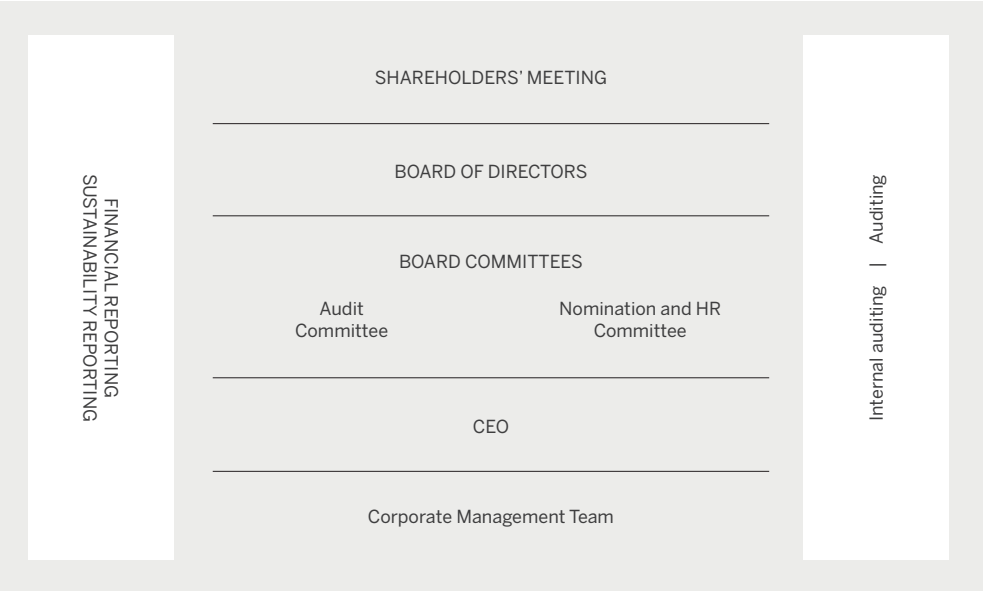 FINANCIAL REPORTING
SUSTAINABILITY REPORTING
SHAREHOLDERS’ MEETING
BOARD OF DIRECTORS
BOARD COMMITTEES
Audit
Committee
Nomination and HR
Committee
CEO
Corporate Management Team
Internal auditing | Auditing